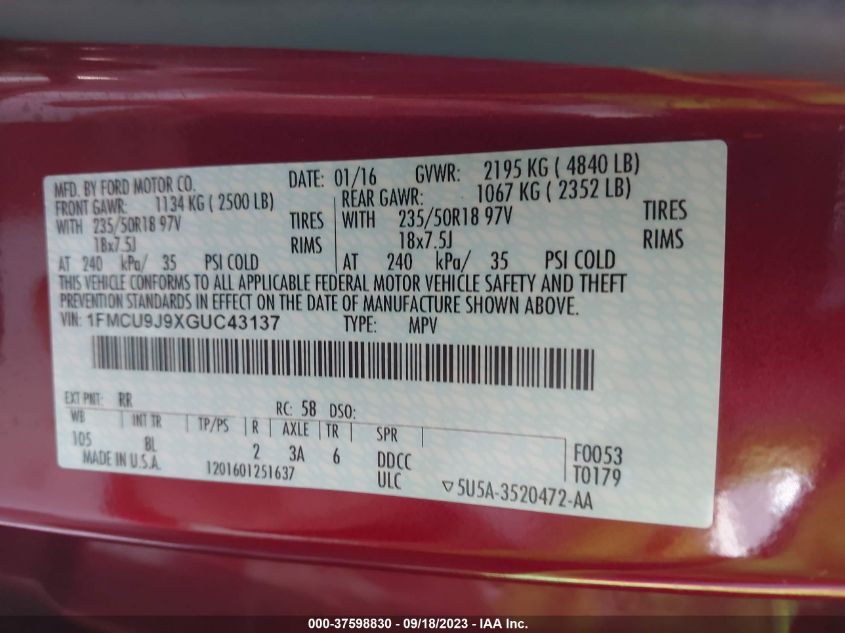 MFD. BY FORD MOTOR CO. DATE: 01/16 GVWR: 2195 KG ( 4840 LB)
FRONT GAWR: 1134 KG ( 2500 LB) REAR GAWR: 1067 KG ( 2352 LB)
WITH 235/50R18 97V TIRES WITH 235/50R18 97V TIRES
18x7.5J RIMS 18x7.5J RIMS
AT 240 kPa/ 35 PSI COLD AT 240 kPa/ 35 PSI COLD
THIS VEHICLE CONFORMS TO ALL APPLICABLE FEDERAL MOTOR VEHICLE SAFETY AND THEFT
PREVENTION STANDARDS IN EFFECT ON THE DATE OF MANUFACTURE SHOWN ABOVE.
VIN: 1FMCU9J9XGUC43137 TYPE: MPV
EXT PNT: RR RC: 58 DSO:
WB INT TR TP/PS R AXLE TR SPR
105 8L 2 3A 6 DDCC F0053
MADE IN U.S.A. 1201601251637 ULC T0179
▽5U5A-3520472-AA
000-37598830 - 09/18/2023 - IAA Inc.